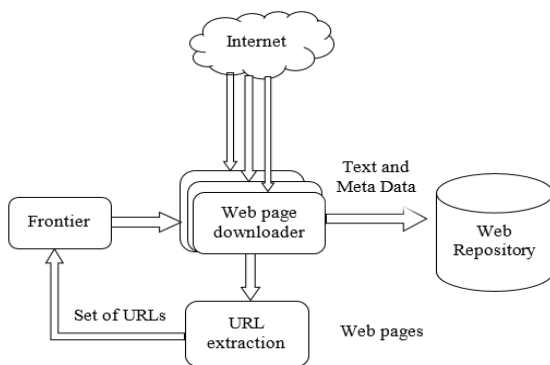 Internet
Text and
Meta Data
Frontier
Web page
downloader
Web
Repository
Set of URLs
URL
extraction
Web pages